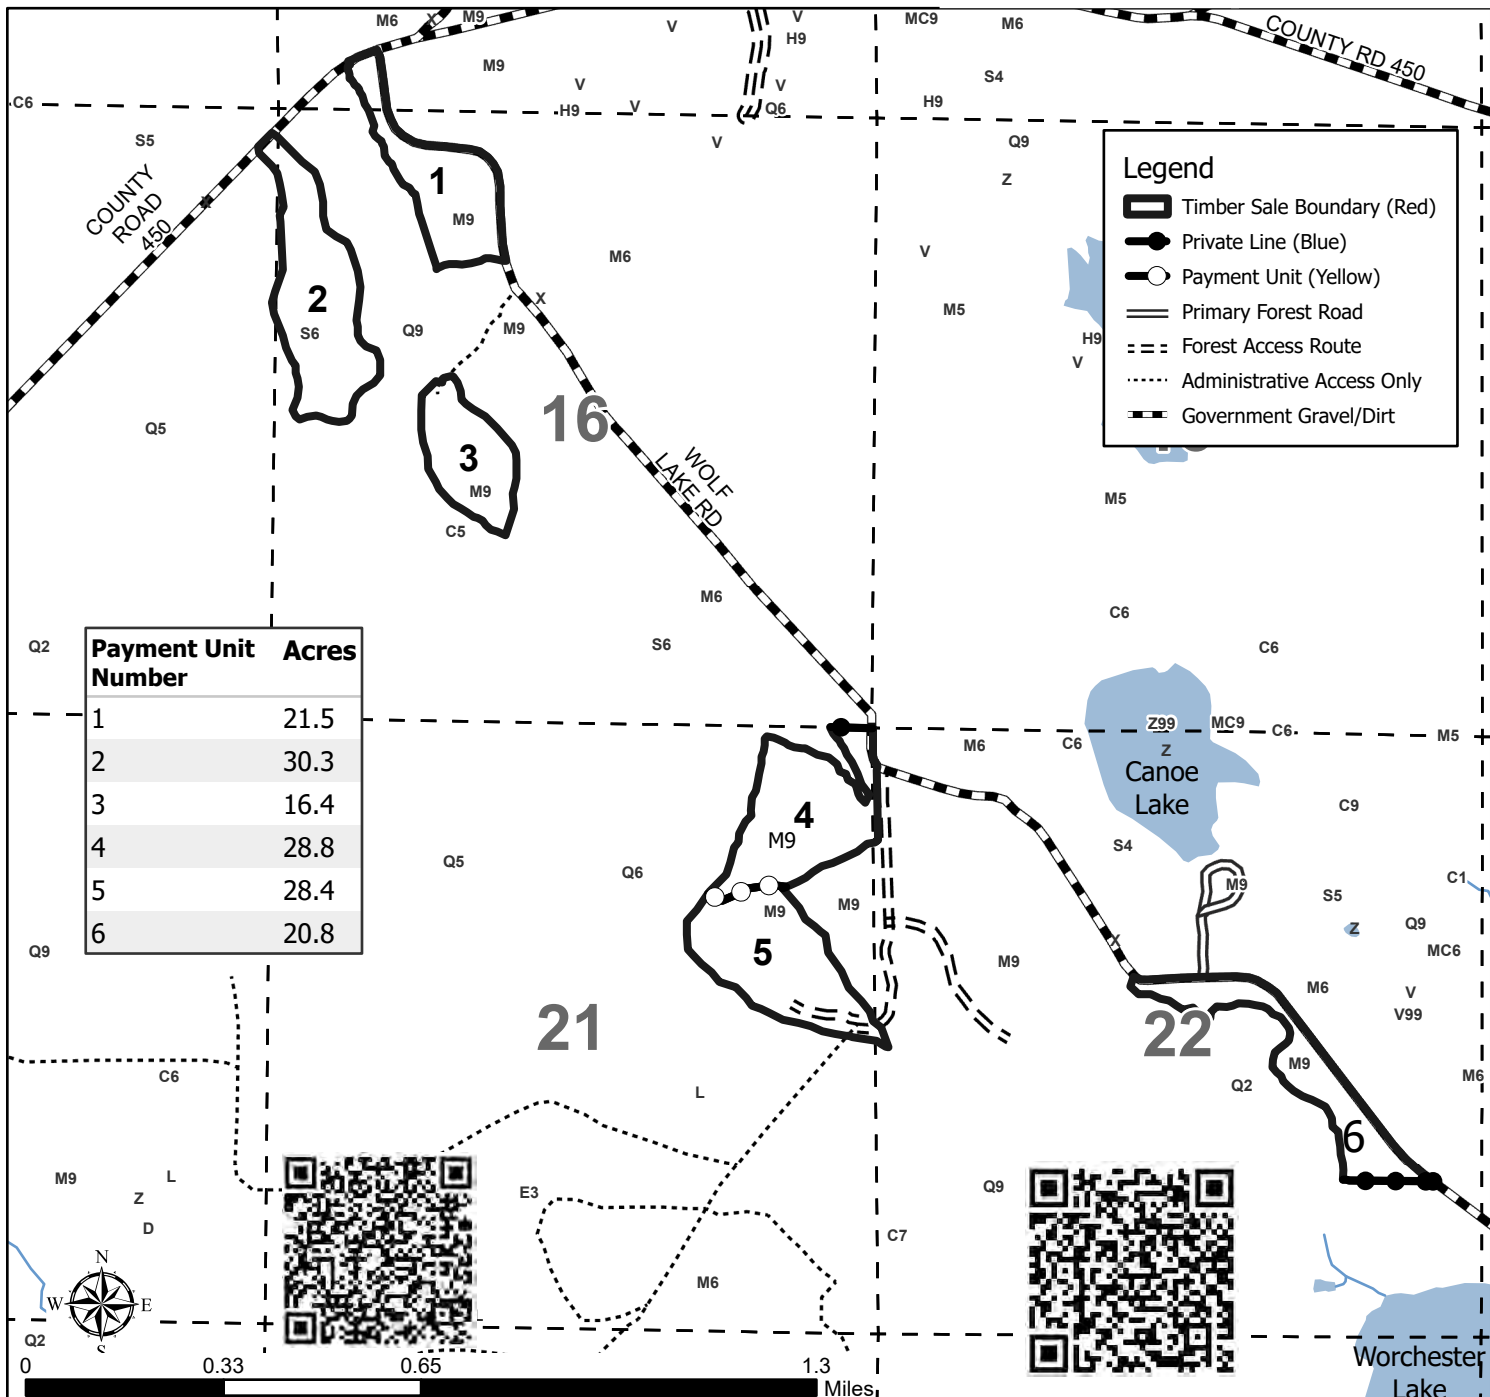 M6
X
M9
V
V
H9
MC9
M6
COUNTY RD 450
M9
V
V
V
S4
C6
H9
Q6
H9
S5
V
Q9
Z
COUNTY
ROAD
450
X
1
M9
M6
V
M5
H9
V
Legend
Timber Sale Boundary (Red)
Private Line (Blue)
Payment Unit (Yellow)
Primary Forest Road
Forest Access Route
Administrative Access Only
Government Gravel/Dirt
2
S6
Q9
M9
X
Q5
16
3
M9
C5
WOLF
LAKE RD
M5
M6
S6
C6
C6
Q2
Payment Unit Number Acres
1 21.5
2 30.3
3 16.4
4 28.8
5 28.4
6 20.8
Z99
MC9
C6
M5
M6
C6
Z
Canoe
Lake
C9
4
M9
S4
Q5
Q6
M9
M9
M9
S5
C1
Q9
Z
MC6
Q9
5
M9
X
M6
V
V99
21
22
M9
Q2
M6
C6
L
6
M9
L
Z
D
E3
Q9
C7
M6
N
W
E
S
Q2
0 0.33 0.65 1.3
Miles
Worchester
Lake